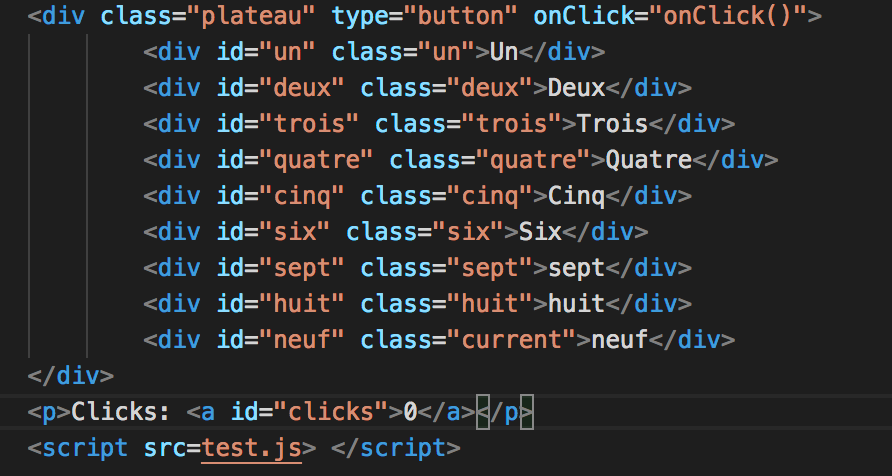 <div class="plateau" type="button" onClick="onClick()">
<div id="un" class="un">Un</div>
<div id="deux" class="deux">Deux</div>
<div id="trois" class="trois">Trois</div>
<div id="quatre" class="quatre">Quatre</div>
<div id="cinq" class="cinq">Cinq</div>
<div id="six" class="six">Six</div>
<div id="sept" class="sept">sept</div>
<div id="huit" class="huit">huit</div>
<div id="neuf" class="current">neuf</div>
</div>
<p>Clicks: <a id="clicks">0</a></p>
<script src=test.js> </script>